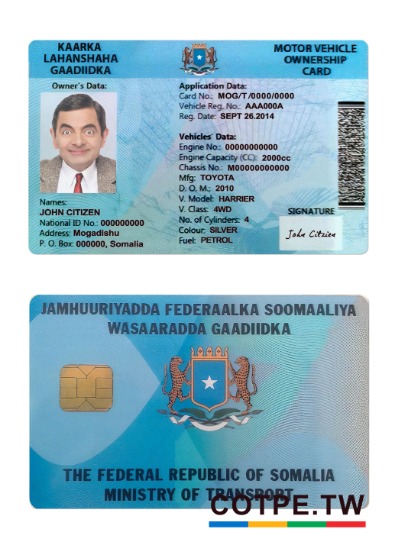 KAARKA
LAHANSHAHA
GAADIIDKA
MOTOR VEHICLE
OWNERSHIP
CARD
Owner's Data:
Names:
JOHN CITIZEN
National ID No.: 000000000
Address: Mogadishu
P. O. Box: 000000, Somalia
Application Data:
Card No.: MOG/T/0000/0000
Vehicle Reg. No.: AAA000A
Reg. Date: SEPT 26.2014
Vehicles' Data:
Engine No.: 00000000000
Engine Capacity (CC): 2000cc
Chassis No.: M00000000000
Mfg: TOYOTA
D. O. M.; 2010
V. Model: HARRIER
V. Class: 4WD
No. of Cylinders: 4
Colour: SILVER
Fuel: PETROL
SIGNATURE
John Citizen
JAMHUURIYADDA FEDERAALKA SOOMAALIYA
WASAARADDA GAADIIDKA
THE FEDERAL REPUBLIC OF SOMALIA
MINISTRY OF TRANSPORT
COTPE.TW